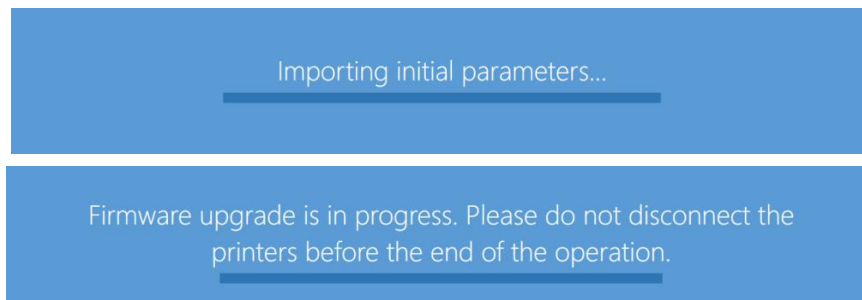 Importing initial parameters...
Firmware upgrade is in progress. Please do not disconnect the
printers before the end of the operation.